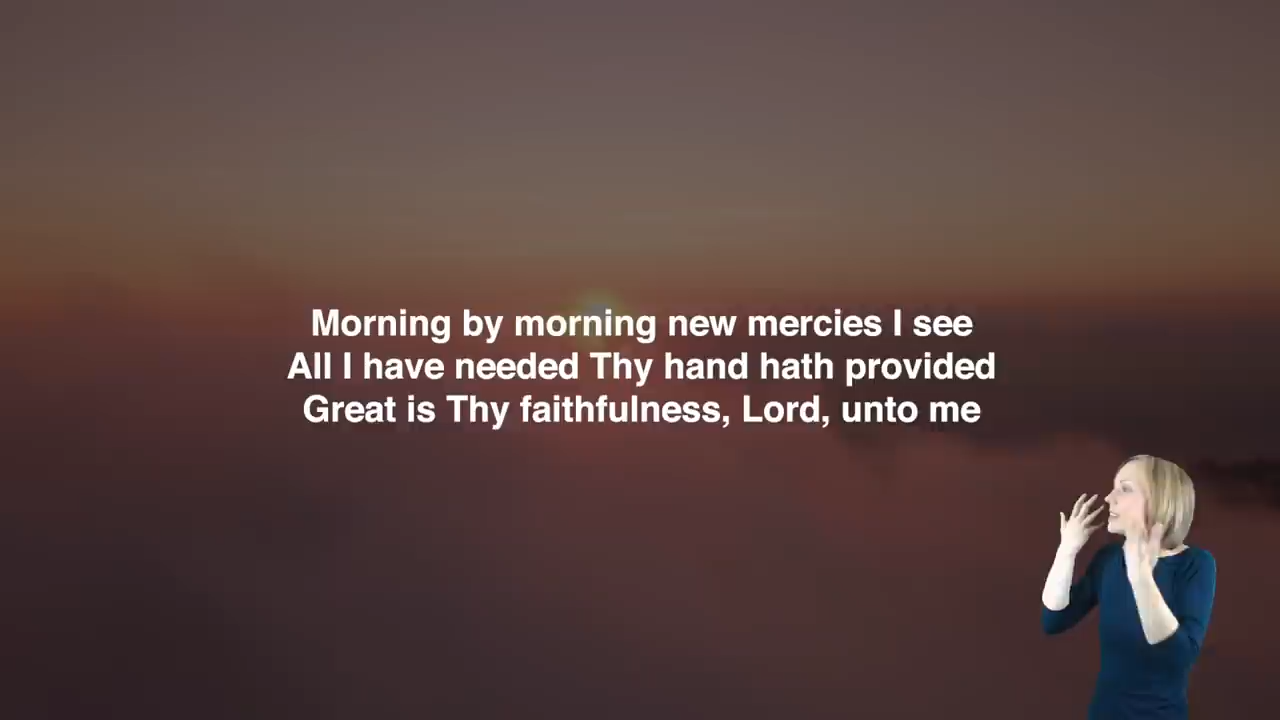 Morning by morning new mercies I see
All I have needed Thy hand hath provided
Great is Thy faithfulness, Lord, unto me